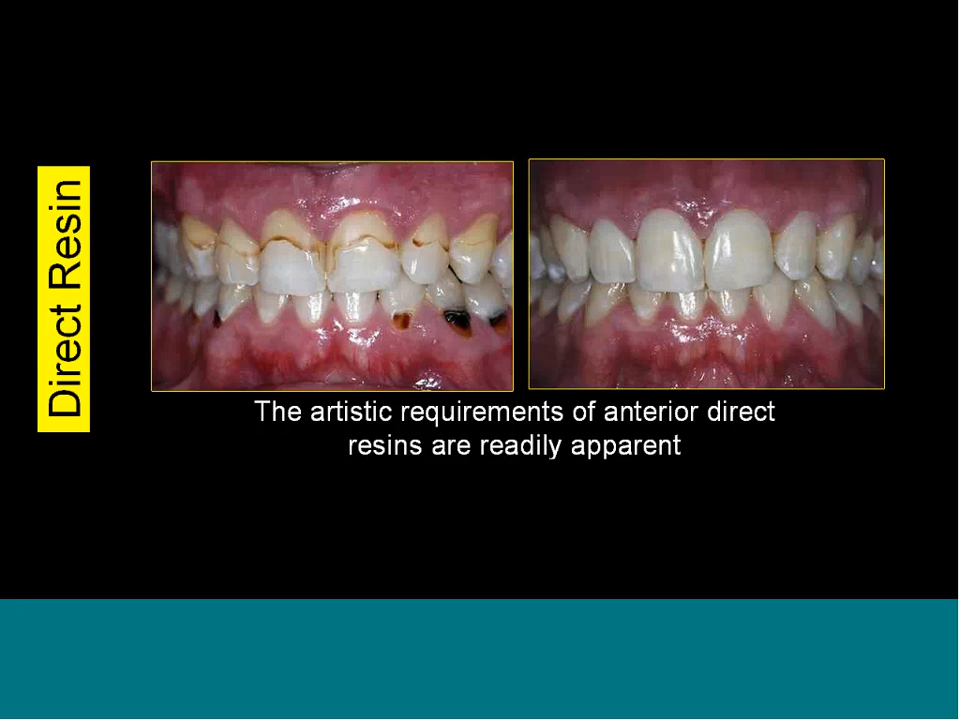 Direct Resin
The artistic requirements of anterior direct
resins are readily apparent